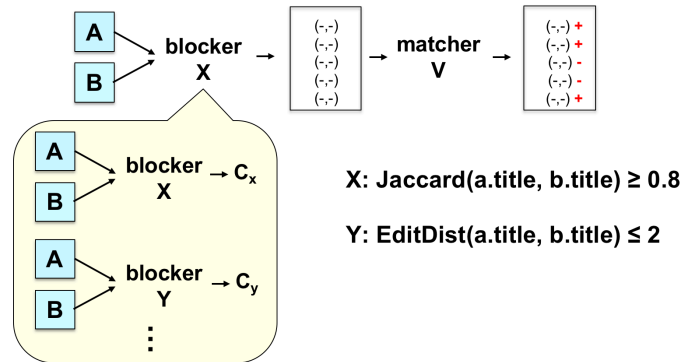 A
B
blocker
X
(-,-)
(-,-)
(-,-)
(-,-)
(-,-)
matcher
V
(-,-) +
(-,-) +
(-,-) -
(-,-) -
(-,-) +
A
B
blocker
X
Cx
A
B
blocker
Y
Cy
⋮
X: Jaccard(a.title, b.title) ≥ 0.8
Y: EditDist(a.title, b.title) ≤ 2